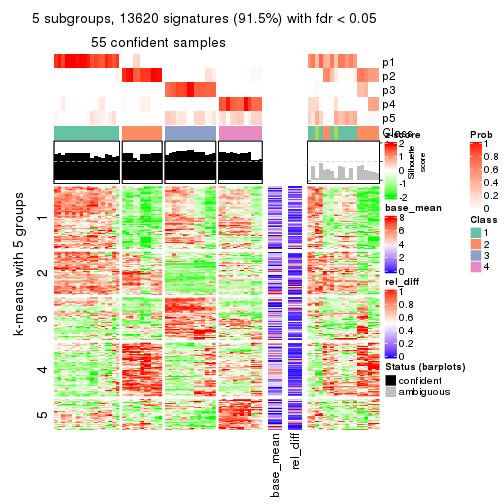 5 subgroups, 13620 signatures (91.5%) with fdr < 0.05
55 confident samples
p1
p2
p3
p4
p5
Class
z-score
2
1
0
-1
-2
Silhouette
score
Prob
1
0.8
0.6
0.4
0.2
0
base_mean
8
6
4
2
0
Class
1
2
3
4
rel_diff
1
0.8
0.6
0.4
0.2
0
Status (barplots)
confident
ambiguous
k-means with 5 groups
1
2
3
4
5
base_mean
rel_diff